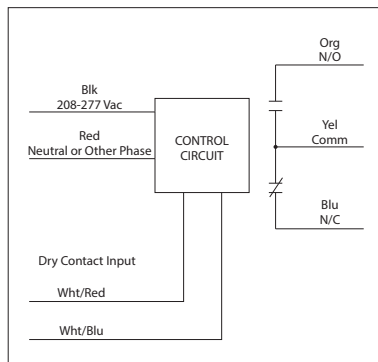 Org
N/O
Blk
208-277 Vac
Red
Neutral or Other Phase
CONTROL
CIRCUIT
Yel
Comm
Blu
N/C
Dry Contact Input
Wht/Red
Wht/Blu